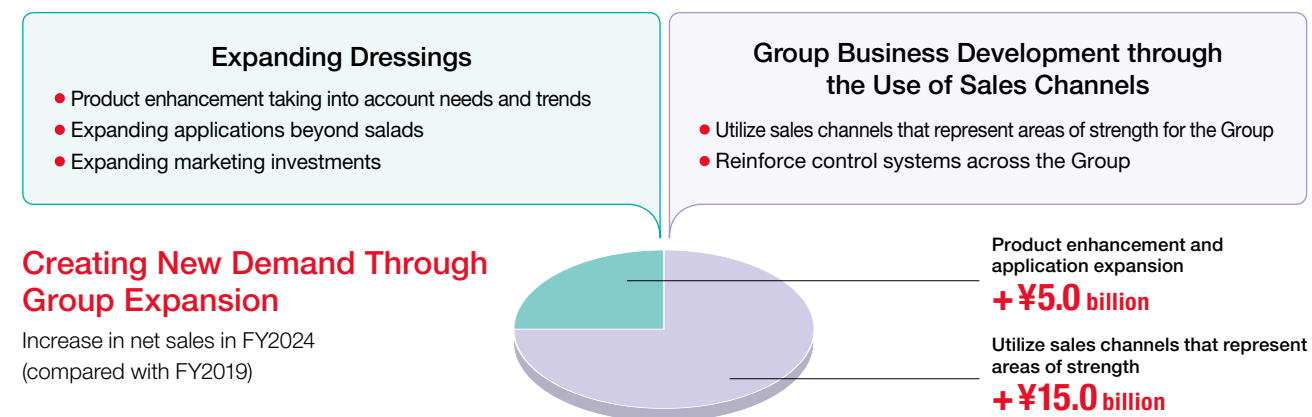 Expanding Dressings
● Product enhancement taking into account needs and trends
● Expanding applications beyond salads
● Expanding marketing investments
Group Business Development through
the Use of Sales Channels
● Utilize sales channels that represent areas of strength for the Group
● Reinforce control systems across the Group
Creating New Demand Through
Group Expansion
Increase in net sales in FY2024
(compared with FY2019)
Product enhancement and
application expansion
+¥5.0 billion
Utilize sales channels that represent
areas of strength
+¥15.0 billion